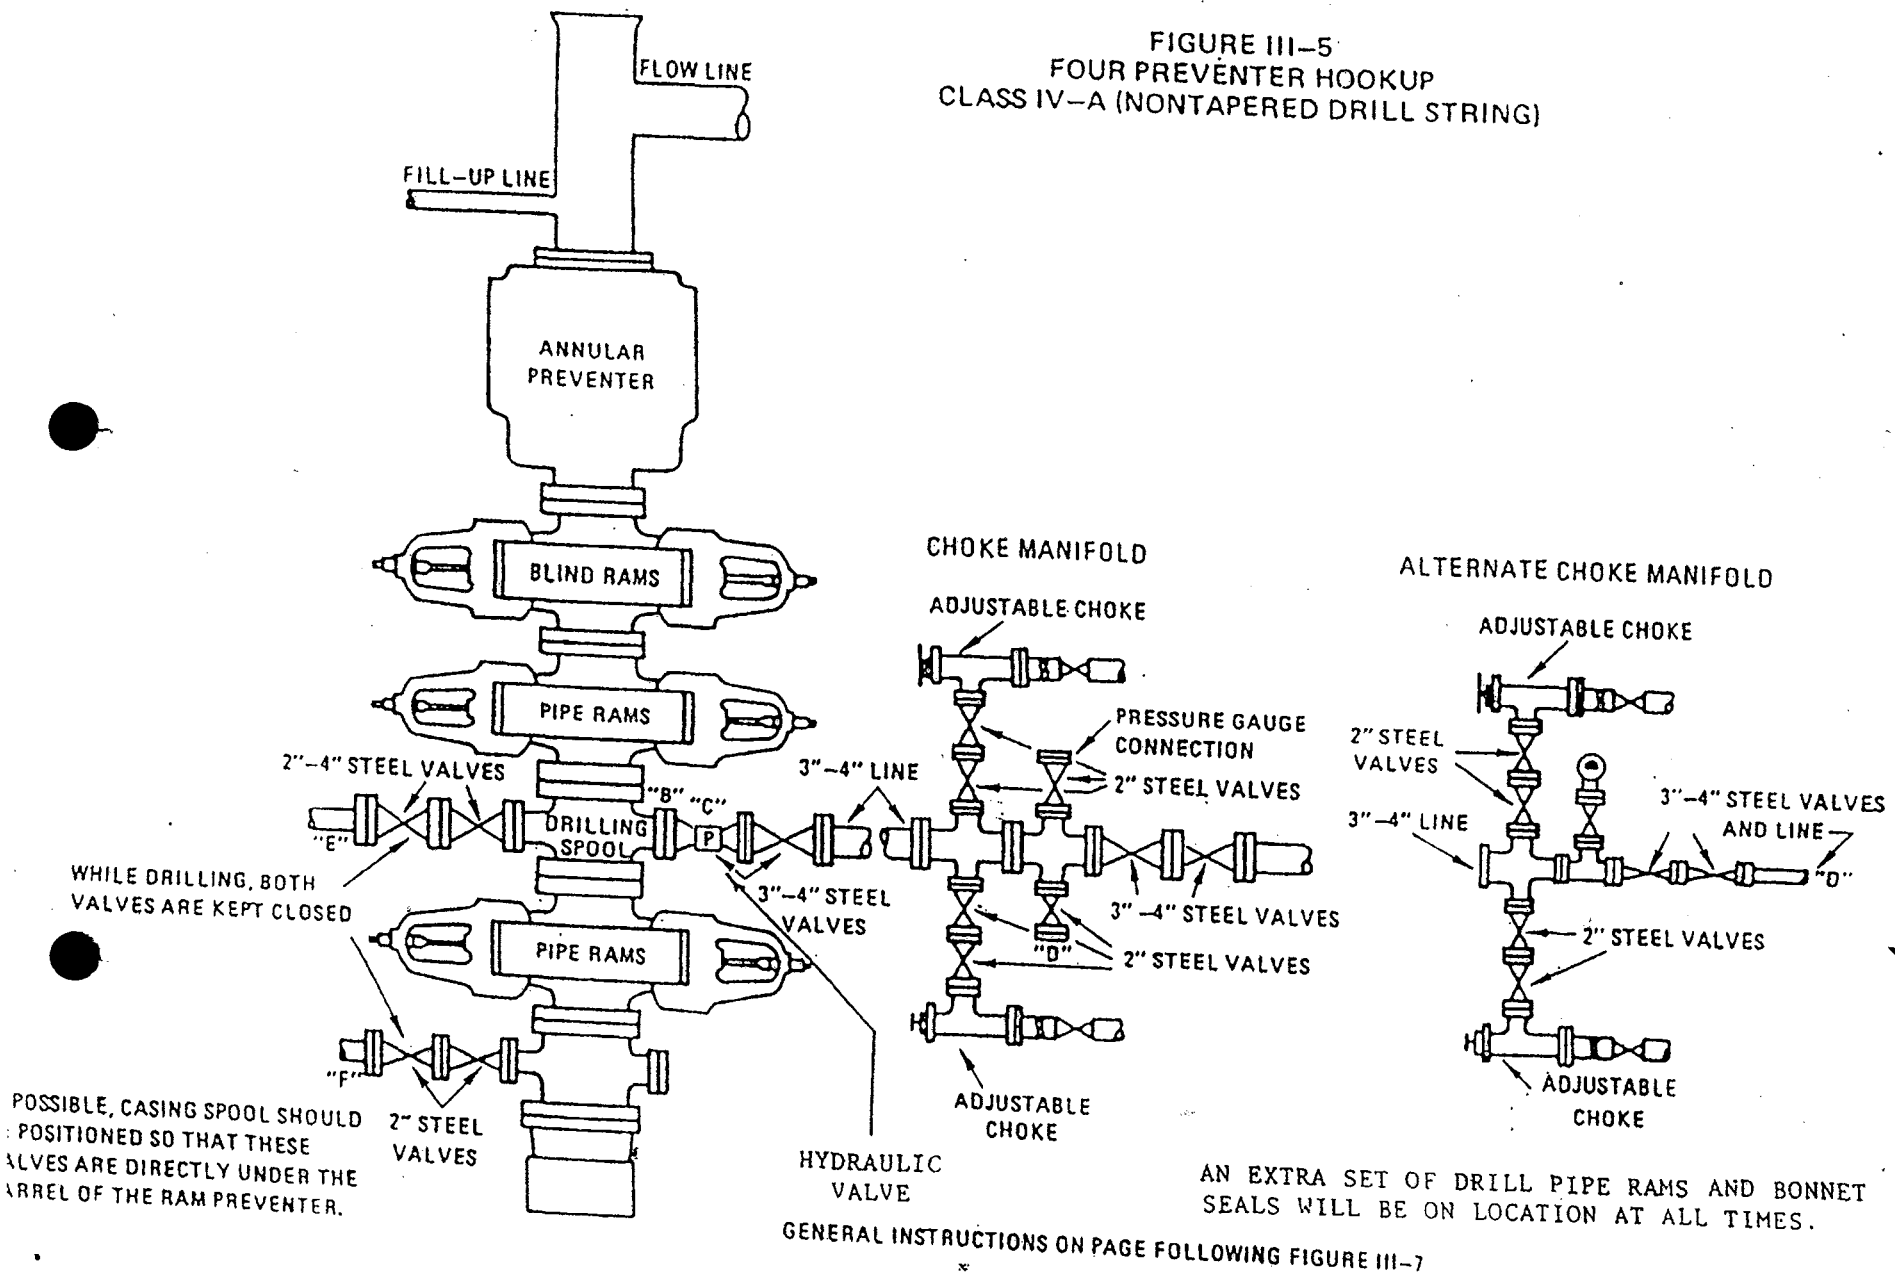 FIGURE III–5
FOUR PREVENTER HOOKUP
CLASS IV–A (NONTAPERED DRILL STRING)
FLOW LINE
FILL–UP LINE
ANNULAR
PREVENTER
BLIND RAMS
PIPE RAMS
2"–4" STEEL VALVES
"B" "C"
DRILLING
SPOOL
P
"E"
WHILE DRILLING, BOTH
VALVES ARE KEPT CLOSED
3"–4" STEEL
VALVES
PIPE RAMS
"F"
2" STEEL
VALVES
POSSIBLE, CASING SPOOL SHOULD
POSITIONED SO THAT THESE
ALVES ARE DIRECTLY UNDER THE
ARREL OF THE RAM PREVENTER.
HYDRAULIC
VALVE
CHOKE MANIFOLD
ADJUSTABLE CHOKE
PRESSURE GAUGE
CONNECTION
2" STEEL VALVES
3"–4" LINE
3"–4" STEEL VALVES
"D"
2" STEEL VALVES
ADJUSTABLE
CHOKE
ALTERNATE CHOKE MANIFOLD
ADJUSTABLE CHOKE
2" STEEL
VALVES
3"–4" STEEL VALVES
AND LINE
3"–4" LINE
"D"
2" STEEL VALVES
ADJUSTABLE
CHOKE
AN EXTRA SET OF DRILL PIPE RAMS AND BONNET
SEALS WILL BE ON LOCATION AT ALL TIMES.
GENERAL INSTRUCTIONS ON PAGE FOLLOWING FIGURE III–7